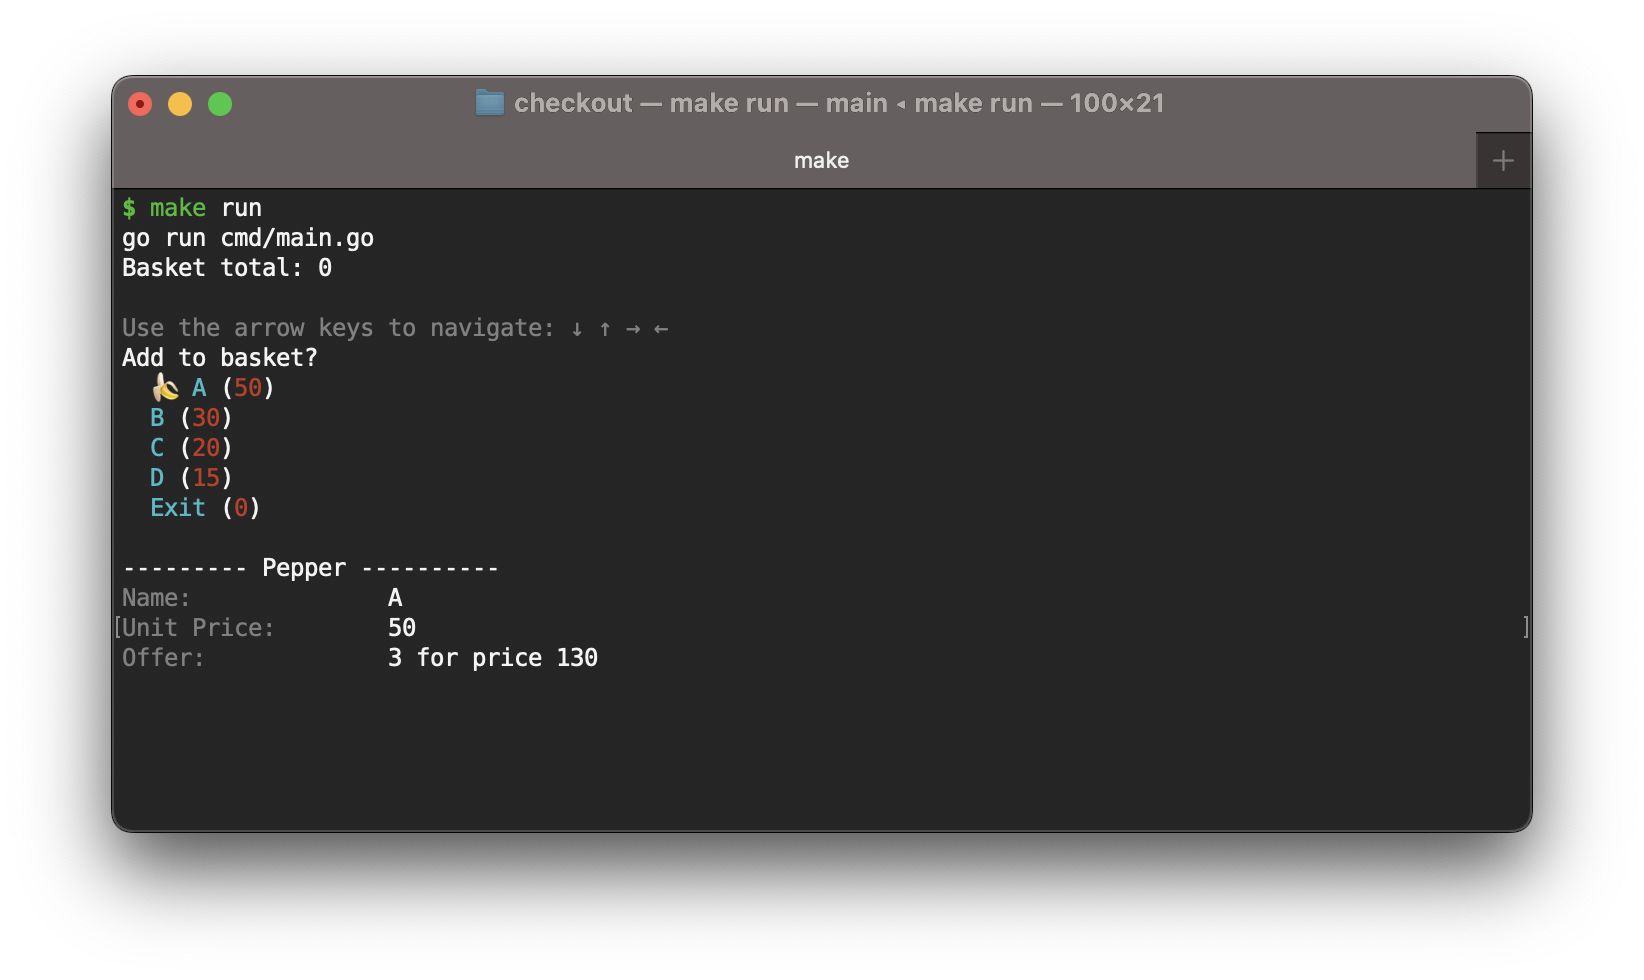 checkout — make run — main ◂ make run — 100×21
make
$ make run
go run cmd/main.go
Basket total: 0
Use the arrow keys to navigate: ↓ ↑ → ←
Add to basket?
🍌 A (50)
B (30)
C (20)
D (15)
Exit (0)
--------- Pepper ----------
Name: A
[Unit Price: 50 ]
Offer: 3 for price 130